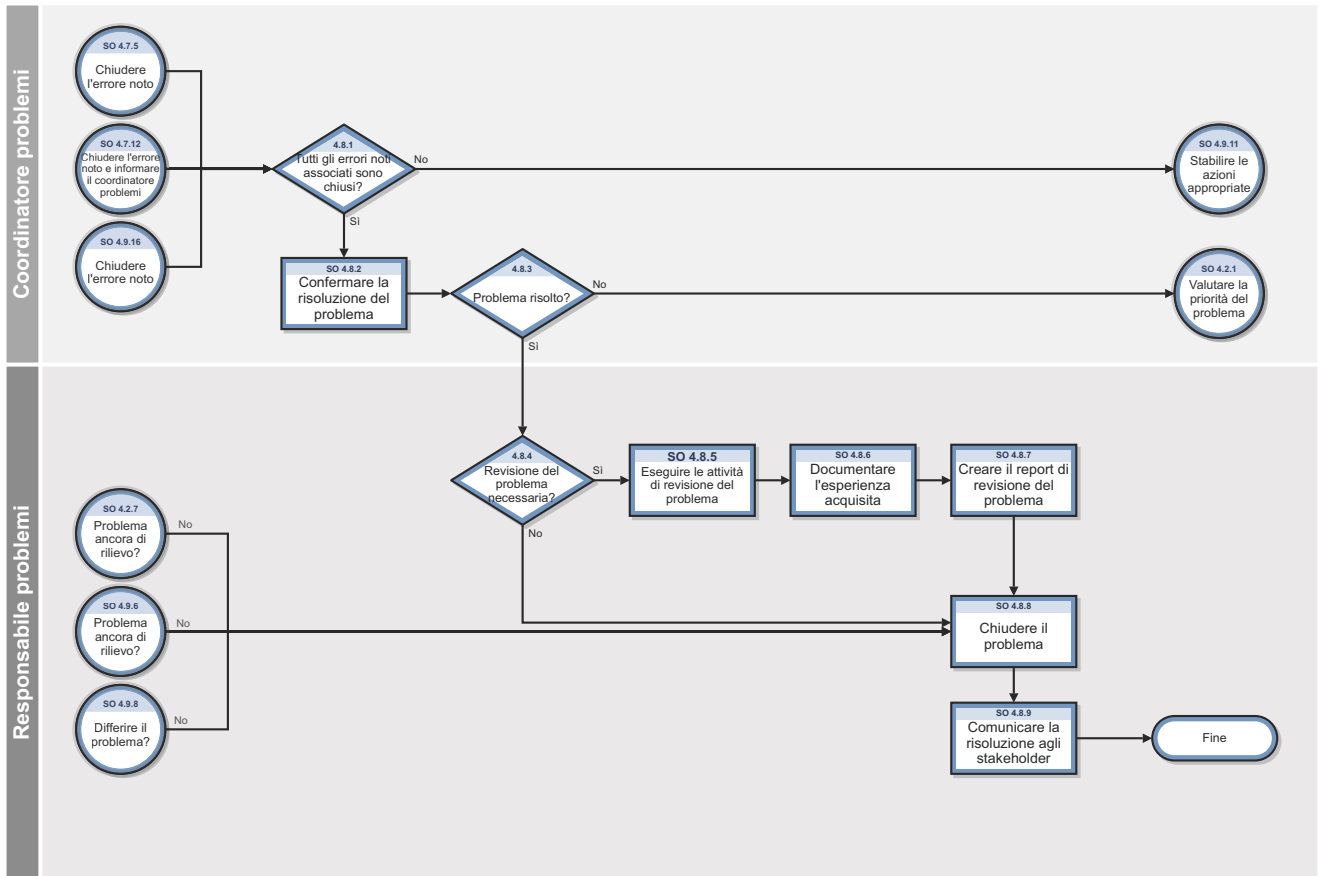 Coordinatore problemi
SO 4.7.5
Chiudere
l'errore noto
SO 4.7.12
Chiudere l'errore
noto e informare
il coordinatore
problemi
SO 4.9.16
Chiudere
l'errore noto
4.8.1
Tutti gli errori noti
associati sono
chiusi?
No
Sì
SO 4.9.11
Stabilire le
azioni
appropriate
SO 4.8.2
Confermare la
risoluzione del
problema
4.8.3
Problema risolto?
No
Sì
SO 4.2.1
Valutare la
priorità del
problema
Responsabile problemi
4.8.4
Revisione del
problema
necessaria?
Sì
No
SO 4.8.5
Eseguire le attività
di revisione del
problema
SO 4.8.6
Documentare
l'esperienza
acquisita
SO 4.8.7
Creare il report di
revisione del
problema
SO 4.2.7
Problema
ancora di
rilievo?
No
SO 4.9.6
Problema
ancora di
rilievo?
No
SO 4.9.8
Differire il
problema?
No
SO 4.8.8
Chiudere il
problema
SO 4.8.9
Comunicare la
risoluzione agli
stakeholder
Fine